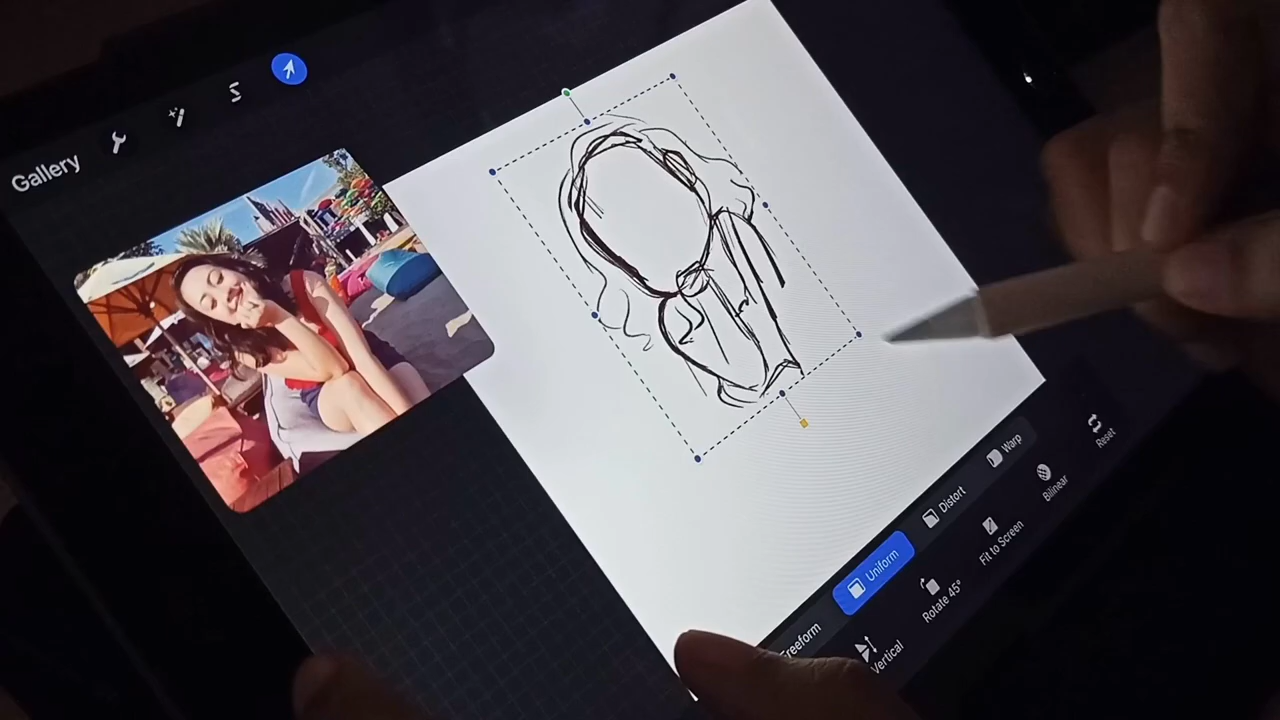 Gallery
Freeform
Uniform
Distort
Warp
Vertical
Rotate 45°
Fit to Screen
Bilinear
Reset